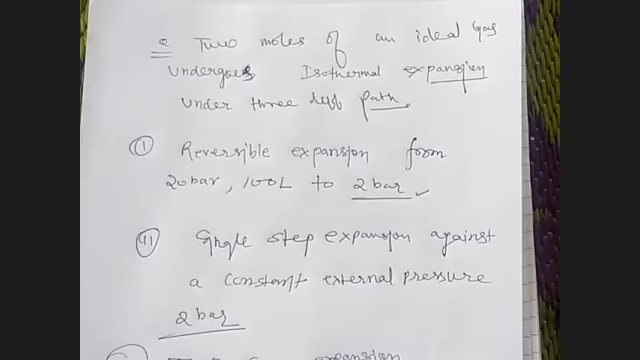 Two moles of an ideal Gas
undergoes Isothermal expansion
under three diff path.
(I) Reversible expansion from
20bar, 100L to 2bar
(II) Single step expansion against
a constant external pressure
2bar
expansion